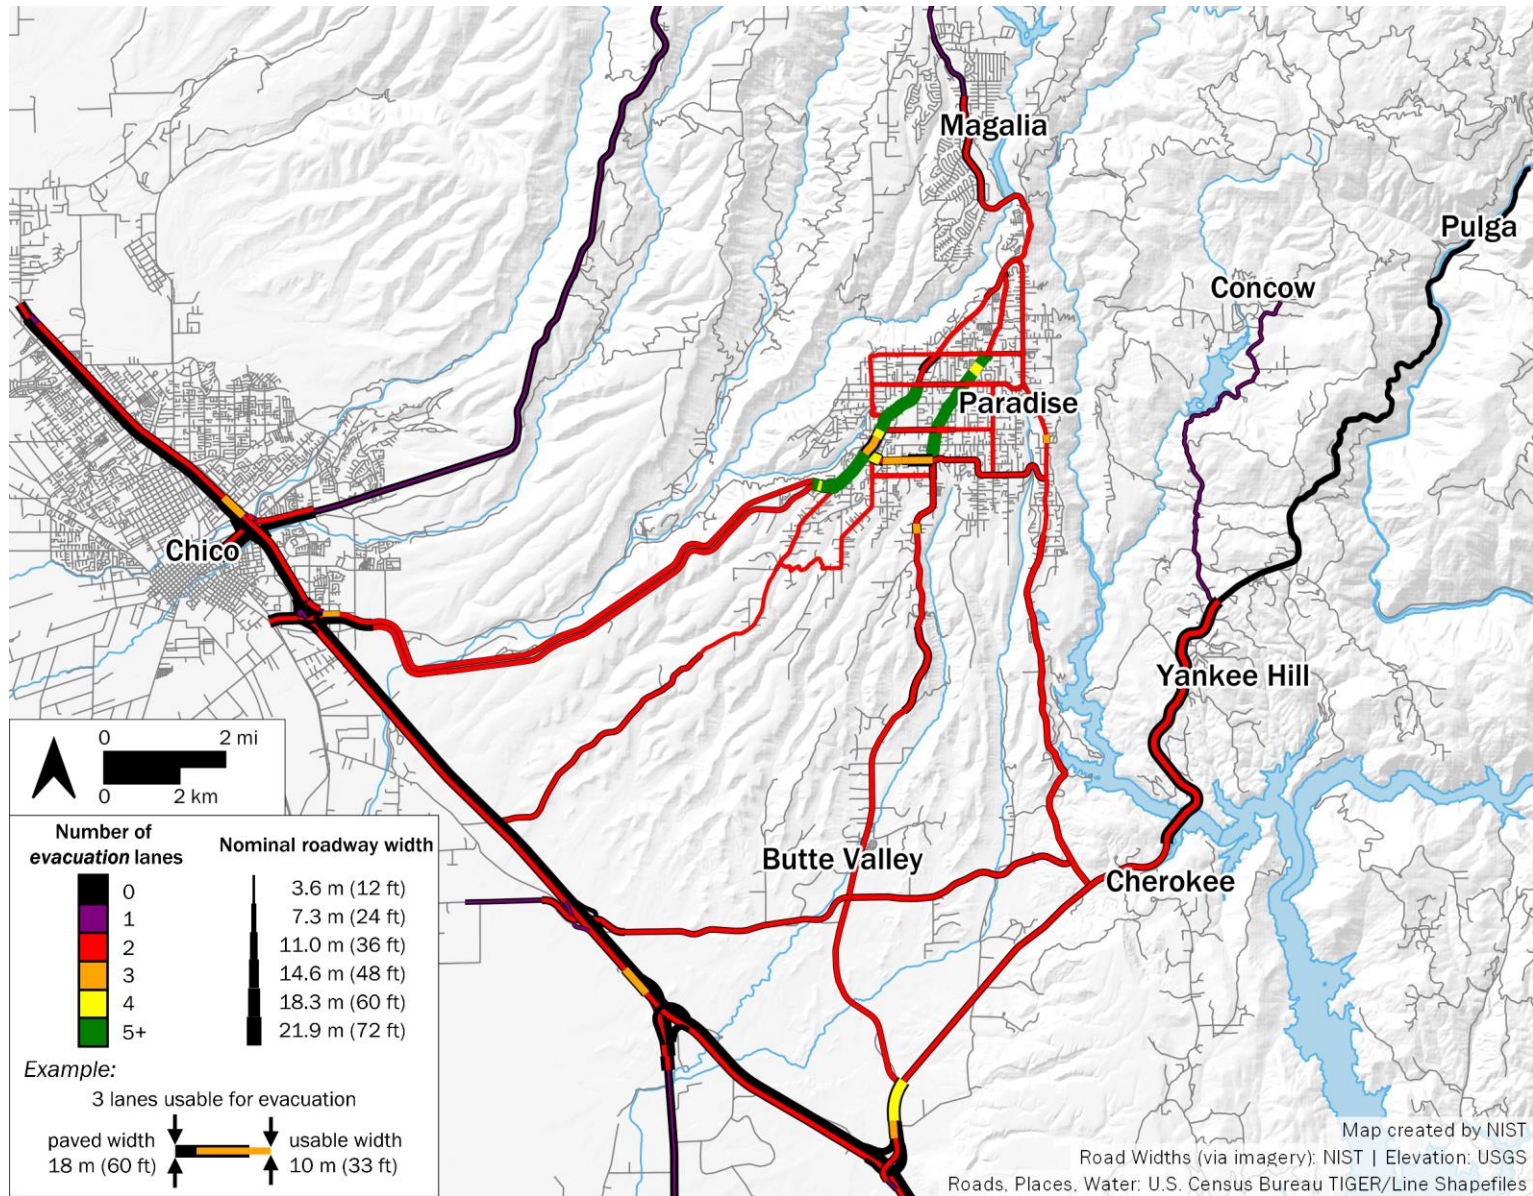 Magalia
Pulga
Concow
Paradise
Chico
Yankee Hill
Butte Valley
Cherokee
0 2 mi
0 2 km
Number of
evacuation lanes
0
1
2
3
4
5+
Nominal roadway width
3.6 m (12 ft)
7.3 m (24 ft)
11.0 m (36 ft)
14.6 m (48 ft)
18.3 m (60 ft)
21.9 m (72 ft)
Example:
3 lanes usable for evacuation
paved width
18 m (60 ft)
usable width
10 m (33 ft)
Map created by NIST
Road Widths (via imagery): NIST | Elevation: USGS
Roads, Places, Water: U.S. Census Bureau TIGER/Line Shapefiles